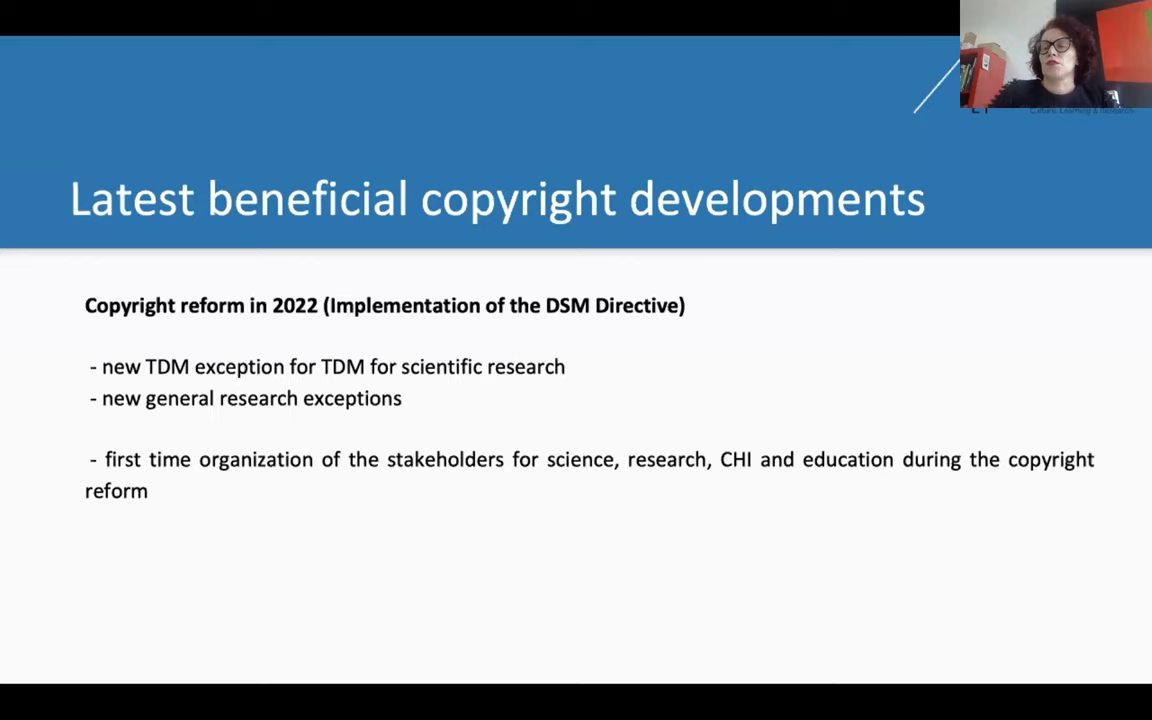 Latest beneficial copyright developments
Copyright reform in 2022 (Implementation of the DSM Directive)
- new TDM exception for TDM for scientific research
- new general research exceptions
- first time organization of the stakeholders for science, research, CHI and education during the copyright
reform